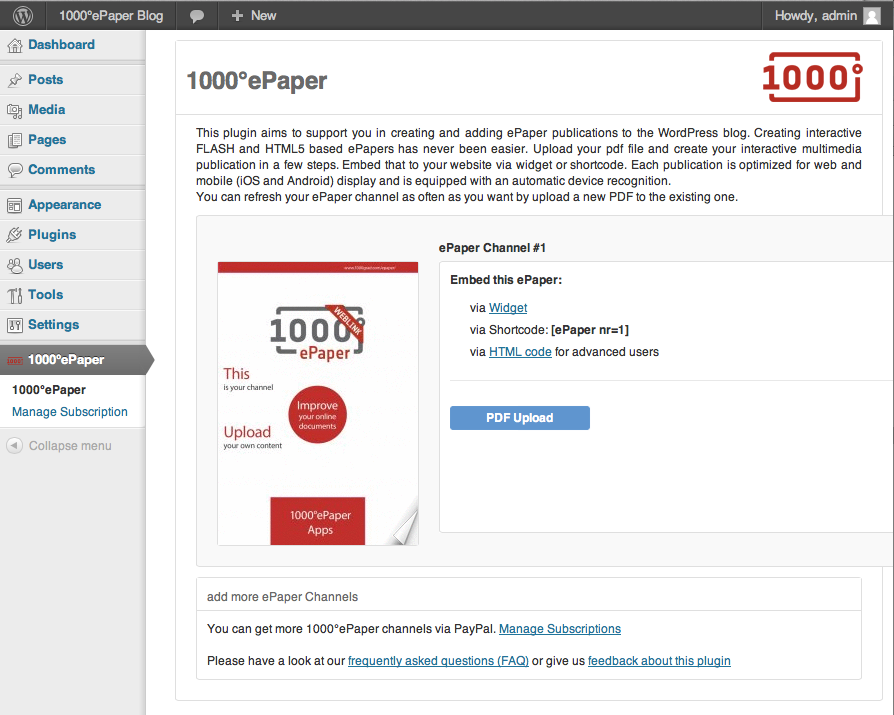 1000°ePaper Blog
New
Howdy, admin
Dashboard
Posts
Media
Pages
Comments
Appearance
Plugins
Users
Tools
Settings
1000°ePaper
1000°ePaper
Manage Subscription
Collapse menu
1000°ePaper
1000°
This plugin aims to support you in creating and adding ePaper publications to the WordPress blog. Creating interactive
FLASH and HTML5 based ePapers has never been easier. Upload your pdf file and create your interactive multimedia
publication in a few steps. Embed that to your website via widget or shortcode. Each publication is optimized for web and
mobile (iOS and Android) display and is equipped with an automatic device recognition.
You can refresh your ePaper channel as often as you want by upload a new PDF to the existing one.
1000°
WEBLINK
ePaper
This
is your channel
Improve
your online
documents
Upload
your own content
1000°ePaper
Apps
ePaper Channel #1
Embed this ePaper:
via Widget
via Shortcode: [ePaper nr=1]
via HTML code for advanced users
PDF Upload
add more ePaper Channels
You can get more 1000°ePaper channels via PayPal. Manage Subscriptions
Please have a look at our frequently asked questions (FAQ) or give us feedback about this plugin